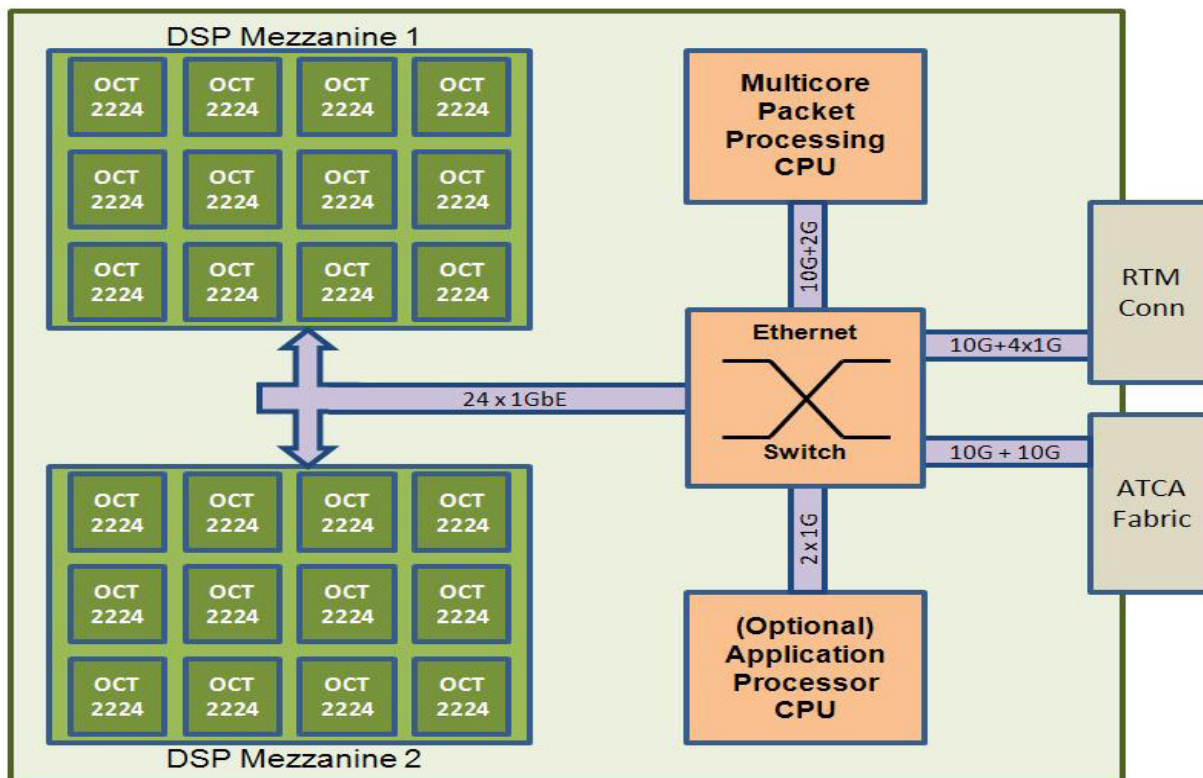 DSP Mezzanine 1
OCT OCT OCT OCT
2224 2224 2224 2224
OCT OCT OCT OCT
2224 2224 2224 2224
OCT OCT OCT OCT
2224 2224 2224 2224
Multicore
Packet
Processing
CPU
10G+2G
RTM
Conn
Ethernet
10G+4x1G
24 x 1GbE
Switch
10G + 10G
ATCA
Fabric
2 x 1G
OCT OCT OCT OCT
2224 2224 2224 2224
OCT OCT OCT OCT
2224 2224 2224 2224
OCT OCT OCT OCT
2224 2224 2224 2224
DSP Mezzanine 2
(Optional)
Application
Processor
CPU